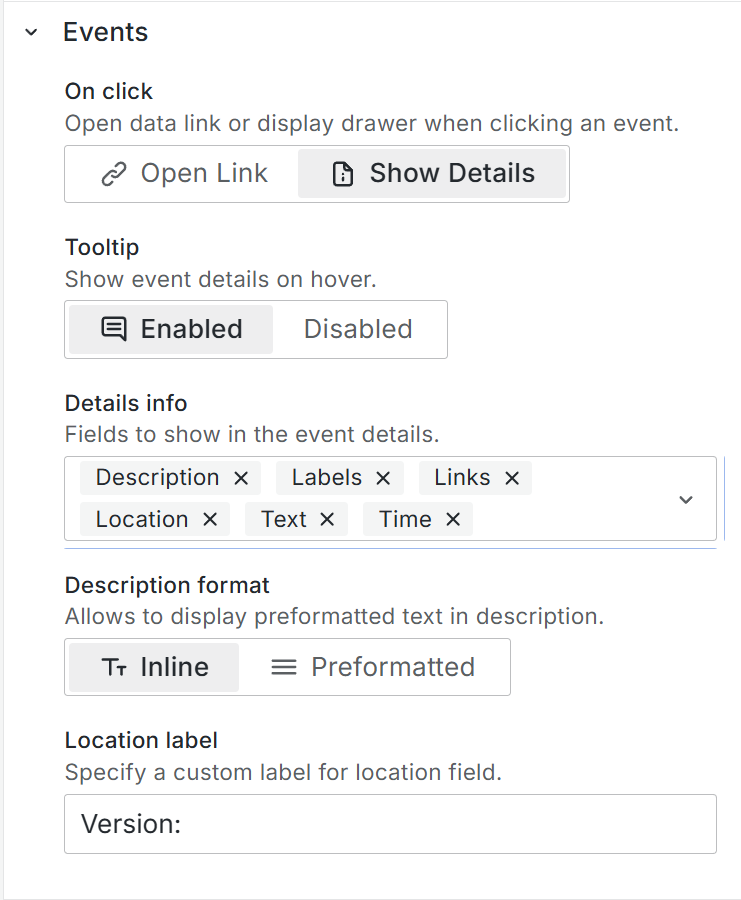 Events
On click
Open data link or display drawer when clicking an event.
Open Link Show Details
Tooltip
Show event details on hover.
Enabled Disabled
Details info
Fields to show in the event details.
Description Labels Links
Location Text Time
Description format
Allows to display preformatted text in description.
Inline Preformatted
Location label
Specify a custom label for location field.
Version: